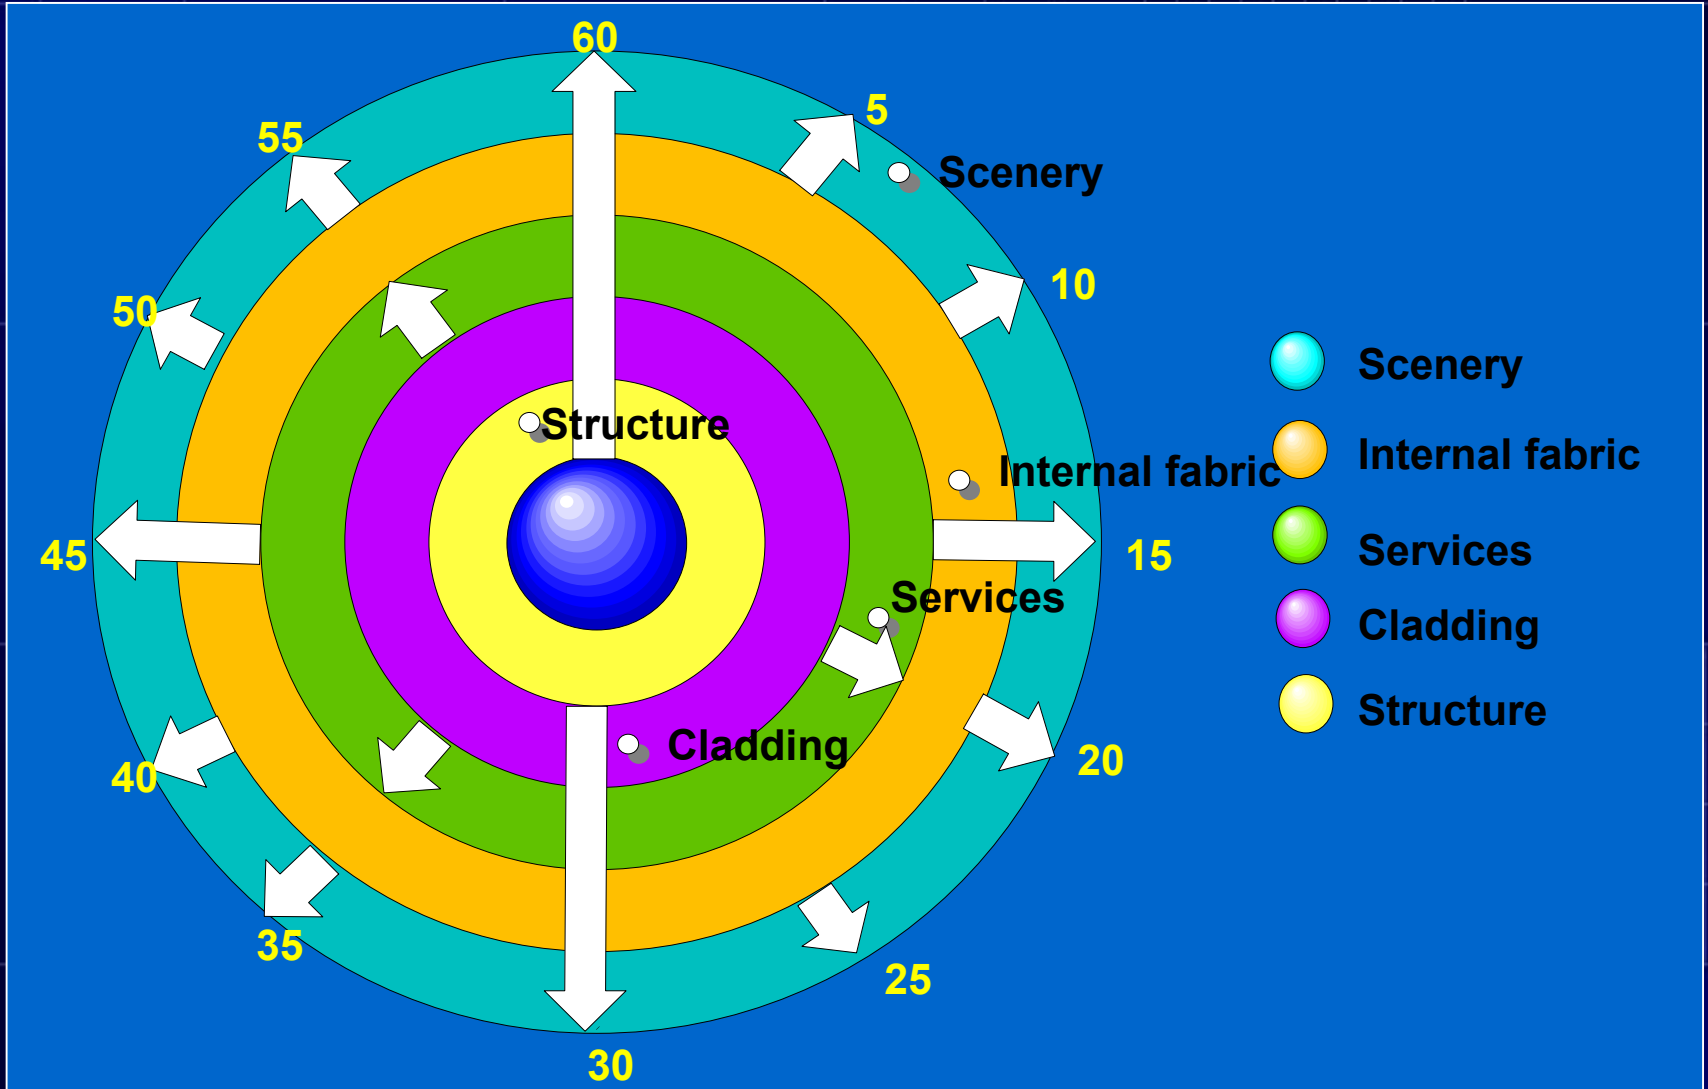 60
5
55
Scenery
10
50
Scenery
Structure
Internal fabric
Internal fabric
45
15
Services
Services
Cladding
Cladding
Structure
20
40
35
25
30